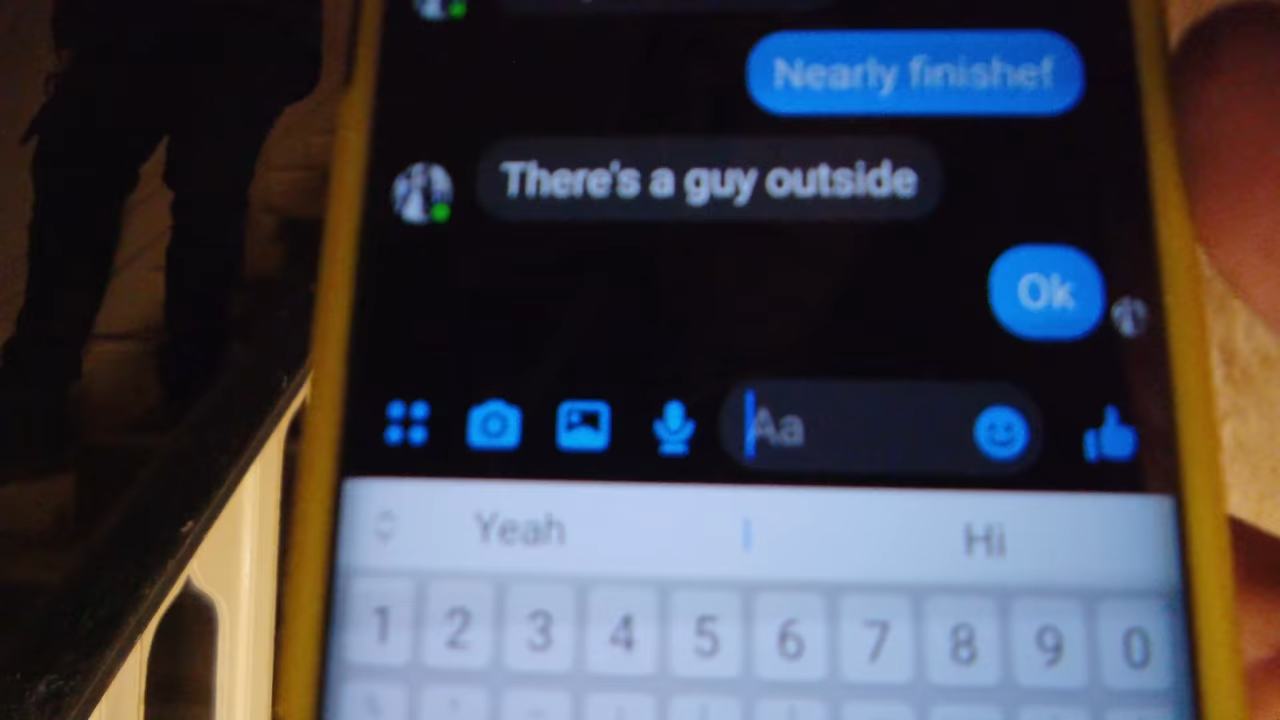 Nearly finishef
There's a guy outside
Ok
Aa
Yeah
I
Hi
1 2 3 4 5 6 7 8 9 0